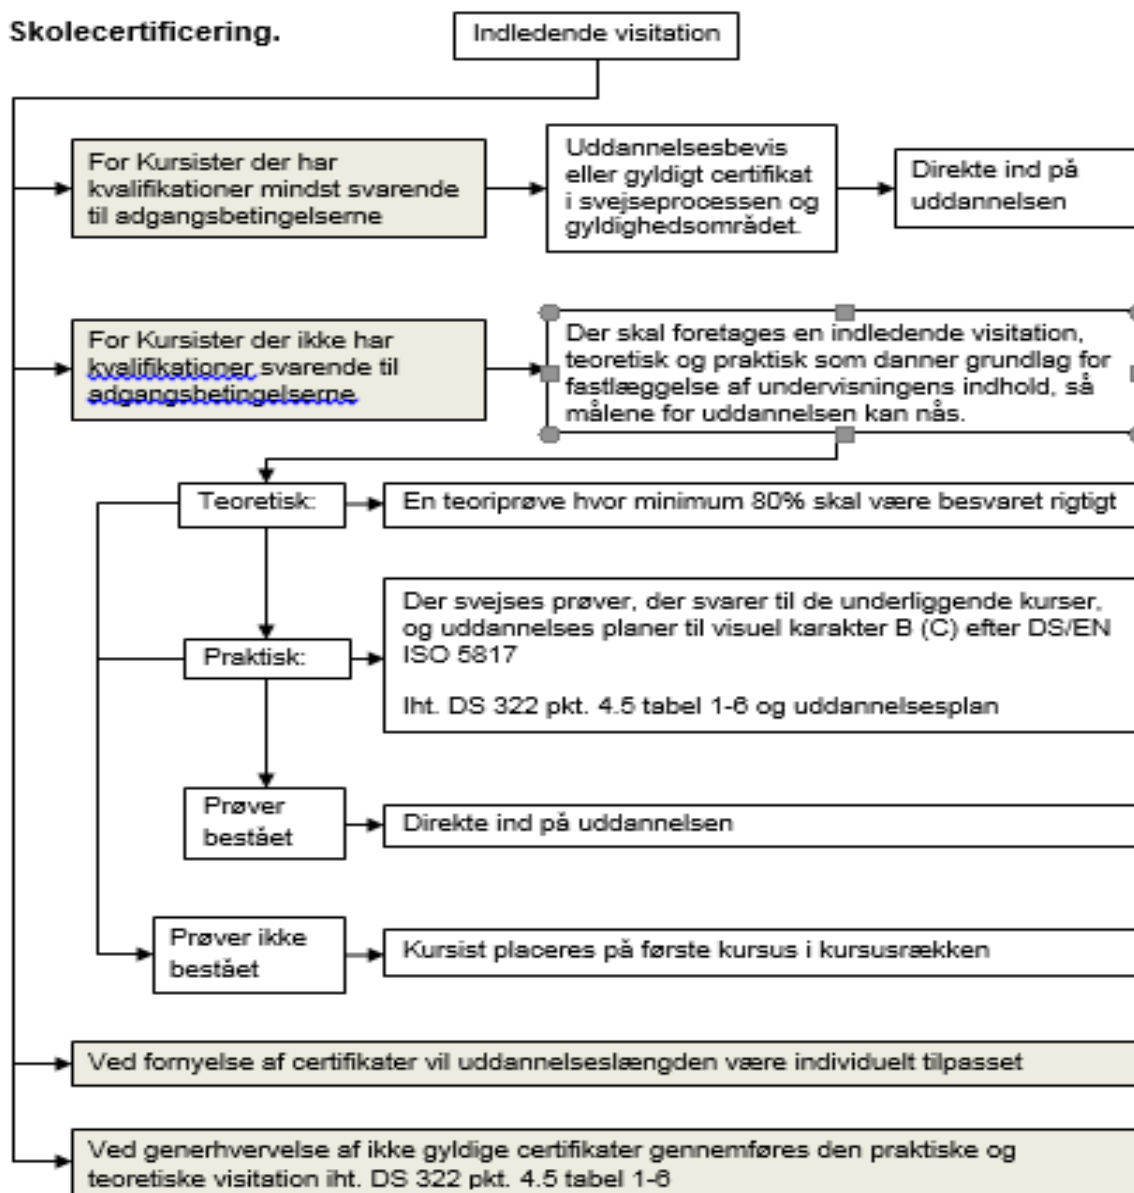 Skolecertificering.
Indledende visitation
For Kursister der har
kvalifikationer mindst svarende
til adgangsbetingelserne
Uddannelsesbevis
eller gyldigt certifikat
i svejseprocessen og
gyldighedsområdet.
Direkte ind på
uddannelsen
For Kursister der ikke har
kvalifikationer svarende til
adgangsbetingelserne
Der skal foretages en indledende visitation,
teoretisk og praktisk som danner grundlag for
fastlæggelse af undervisningens indhold, så
målene for uddannelsen kan nås.
Teoretisk:
En teoriprøve hvor minimum 80% skal være besvaret rigtigt
Der svejses prøver, der svarer til de underliggende kurser,
og uddannelses planer til visuel karakter B (C) efter DS/EN
ISO 5817
Praktisk:
Iht. DS 322 pkt. 4.5 tabel 1-6 og uddannelsesplan
Prøver
bestået
Direkte ind på uddannelsen
Prøver ikke
bestået
Kursist placeres på første kursus i kursusrækken
Ved fornyelse af certifikater vil uddannelseslængden være individuelt tilpasset
Ved generhvervelse af ikke gyldige certifikater gennemføres den praktiske og
teoretiske visitation iht. DS 322 pkt. 4.5 tabel 1-6